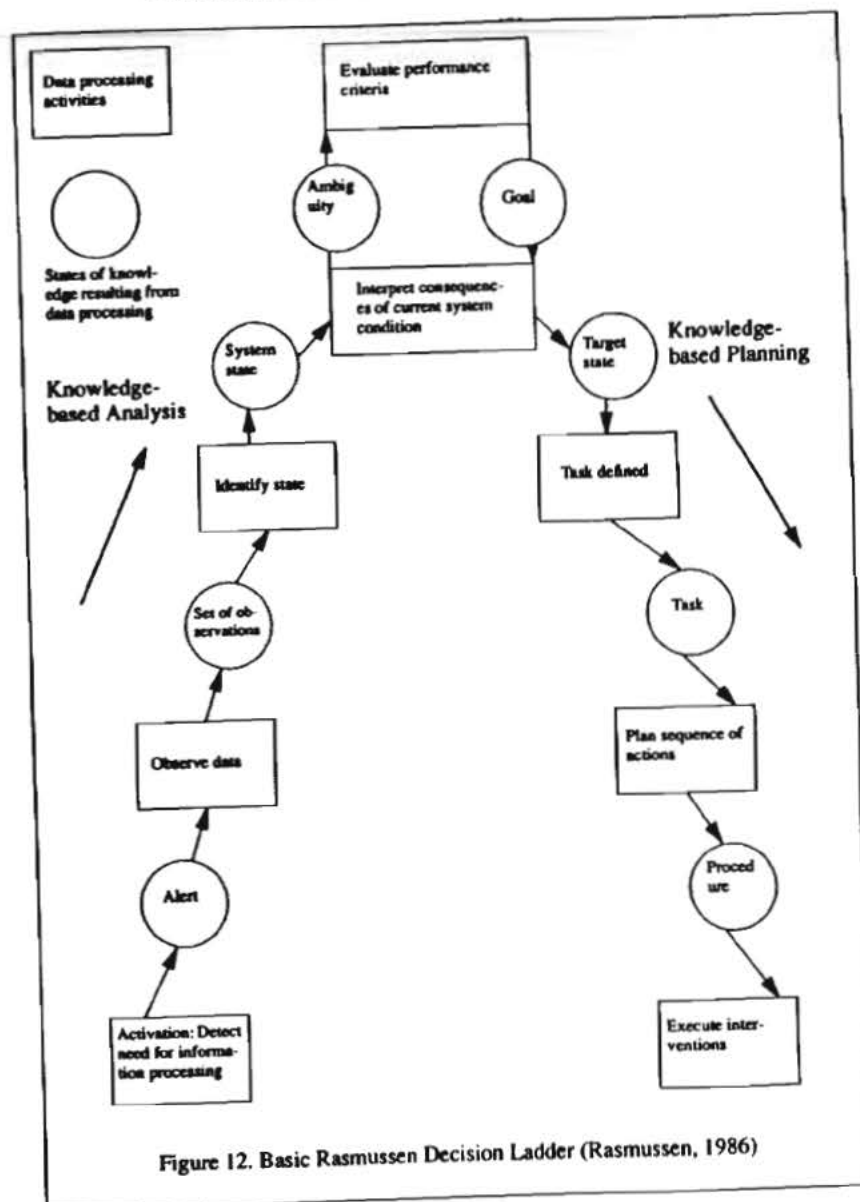 Data processing
activities
Evaluate performance
criteria
Ambig
uity
Goal
States of knowl-
edge resulting from
data processing
Interpret consequenc-
es of current system
condition
System
state
Target
state
Knowledge-
based Planning
Knowledge-
based Analysis
Identify state
Task defined
Set of ob-
servations
Task
Observe data
Plan sequence of
actions
Alert
Proced
ure
Activation: Detect
need for informa-
tion processing
Execute inter-
ventions
Figure 12. Basic Rasmussen Decision Ladder (Rasmussen, 1986)